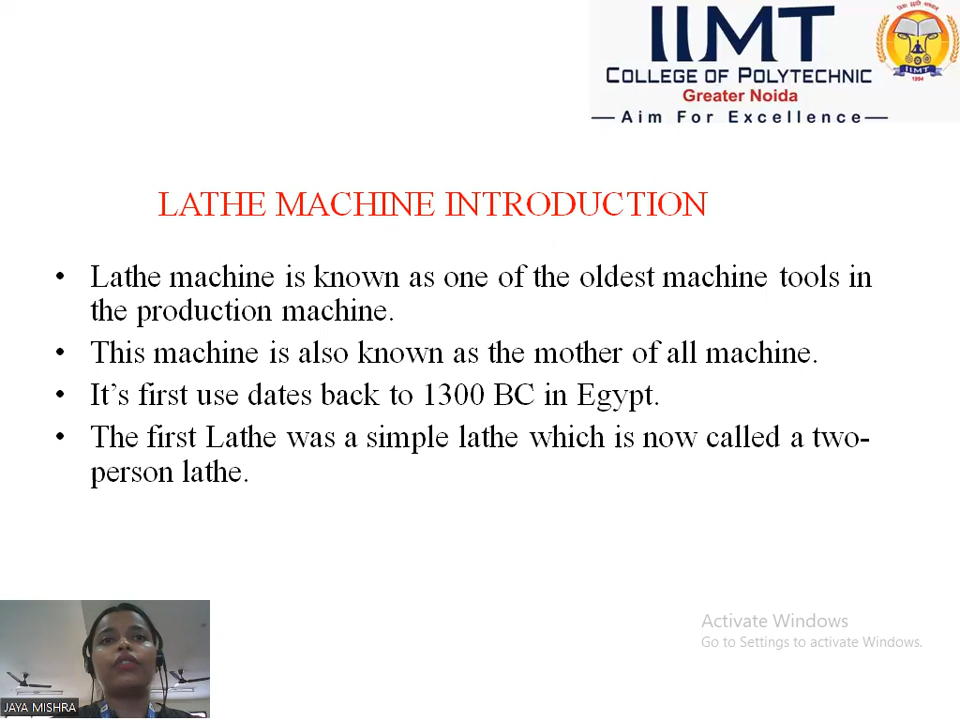 IIMT
COLLEGE OF POLYTECHNIC
Greater Noida
—Aim For Excellence—
IIMT
1994
LATHE MACHINE INTRODUCTION
• Lathe machine is known as one of the oldest machine tools in
the production machine.
• This machine is also known as the mother of all machine.
• It’s first use dates back to 1300 BC in Egypt.
• The first Lathe was a simple lathe which is now called a two-
person lathe.
Activate Windows
Go to Settings to activate Windows.
JAYA MISHRA